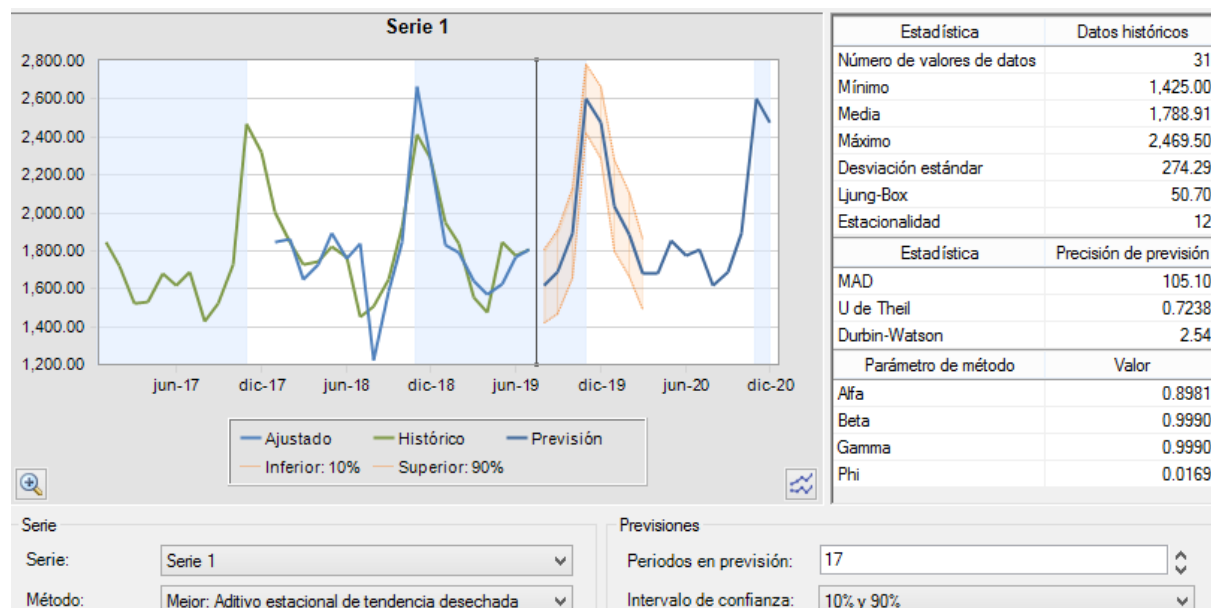 Serie 1
2,800.00
2,600.00
2,400.00
2,200.00
2,000.00
1,800.00
1,600.00
1,400.00
1,200.00
jun-17 dic-17 jun-18 dic-18 jun-19 dic-19 jun-20 dic-20
Ajustado Histórico Previsión
Inferior: 10% Superior: 90%
Estadística Datos históricos
Número de valores de datos 31
Mínimo 1,425.00
Media 1,788.91
Máximo 2,469.50
Desviación estándar 274.29
Ljung-Box 50.70
Estacionalidad 12
Estadística Precisión de previsión
MAD 105.10
U de Theil 0.7238
Durbin-Watson 2.54
Parámetro de método Valor
Alfa 0.8981
Beta 0.9990
Gamma 0.9990
Phi 0.0169
Serie
Serie: Serie 1
Método: Mejor: Aditivo estacional de tendencia desechada
Previsiones
Periodos en previsión: 17
Intervalo de confianza: 10% y 90%